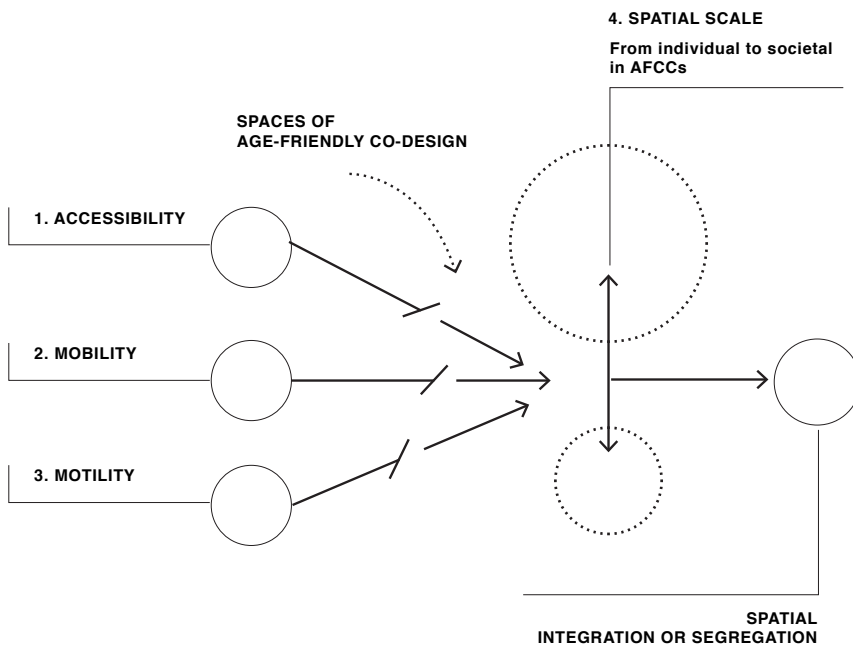 4. SPATIAL SCALE
From individual to societal
in AFCCs
SPACES OF
AGE-FRIENDLY CO-DESIGN
1. ACCESSIBILITY
2. MOBILITY
3. MOTILITY
SPATIAL
INTEGRATION OR SEGREGATION